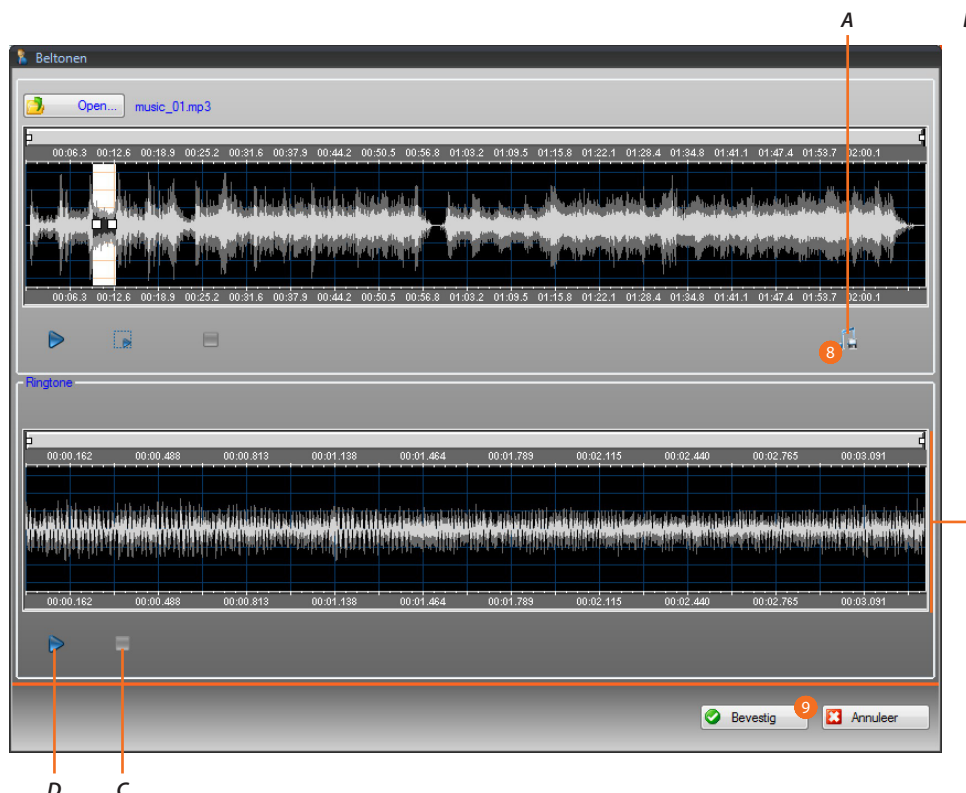 A
Beltonen
Open...
music_01.mp3
00:06.3 00:12.6 00:18.9 00:25.2 00:31.6 00:37.9 00:44.2 00:50.5 00:56.8 01:03.2 01:09.5 01:15.8 01:22.1 01:28.4 01:34.8 01:41.1 01:47.4 01:53.7 02:00.1
00:06.3 00:12.6 00:18.9 00:25.2 00:31.6 00:37.9 00:44.2 00:50.5 00:56.8 01:03.2 01:09.5 01:15.8 01:22.1 01:28.4 01:34.8 01:41.1 01:47.4 01:53.7 02:00.1
8
Ringtone
00:00.162 00:00.488 00:00.813 00:01.138 00:01.464 00:01.789 00:02.115 00:02.440 00:02.765 00:03.091
00:00.162 00:00.488 00:00.813 00:01.138 00:01.464 00:01.789 00:02.115 00:02.440 00:02.765 00:03.091
Bevestig
9
Annuleer
D
C